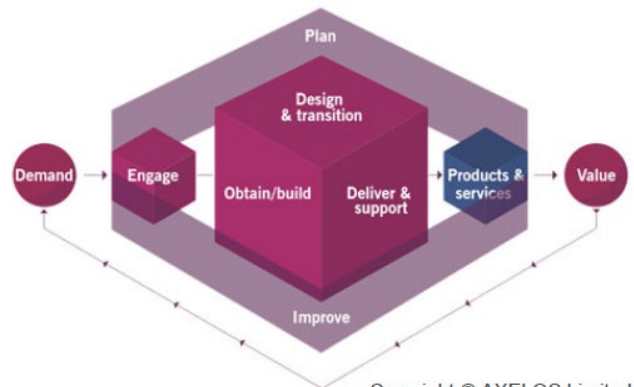 Plan
Design
& transition
Demand
Engage
Obtain/build
Deliver &
support
Products &
services
Value
Improve